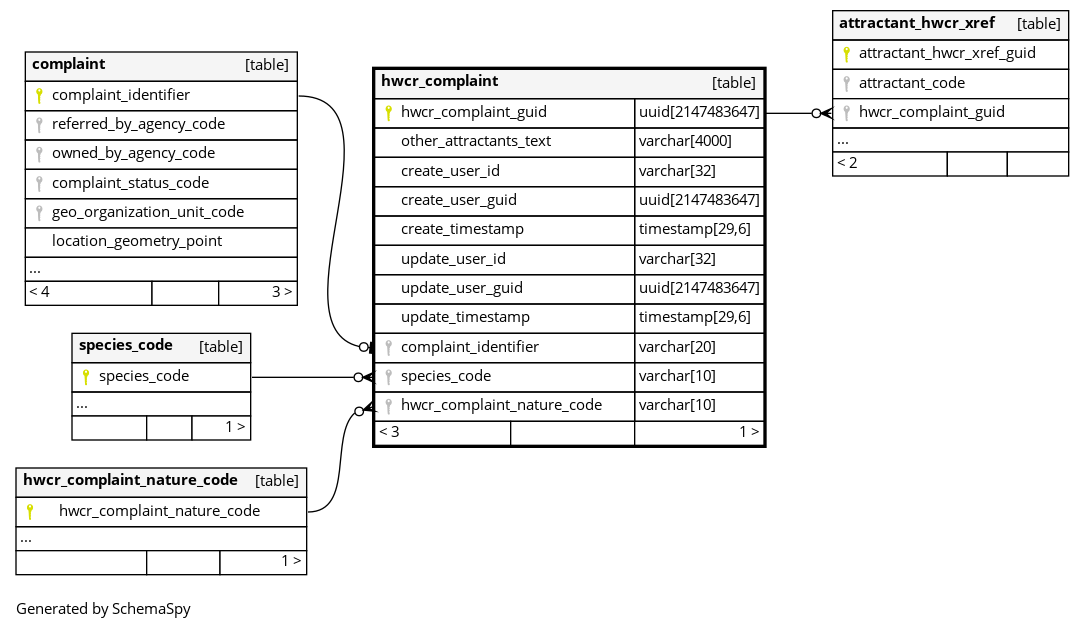 complaint [table]
complaint_identifier
referred_by_agency_code
owned_by_agency_code
complaint_status_code
geo_organization_unit_code
location_geometry_point
...
< 4 3 >
species_code [table]
species_code
...
1 >
hwcr_complaint_nature_code [table]
hwcr_complaint_nature_code
...
1 >
hwcr_complaint [table]
hwcr_complaint_guid uuid[2147483647]
other_attractants_text varchar[4000]
create_user_id varchar[32]
create_user_guid uuid[2147483647]
create_timestamp timestamp[29,6]
update_user_id varchar[32]
update_user_guid uuid[2147483647]
update_timestamp timestamp[29,6]
complaint_identifier varchar[20]
species_code varchar[10]
hwcr_complaint_nature_code varchar[10]
< 3 1 >
attractant_hwcr_xref [table]
attractant_hwcr_xref_guid
attractant_code
hwcr_complaint_guid
...
< 2
Generated by SchemaSpy